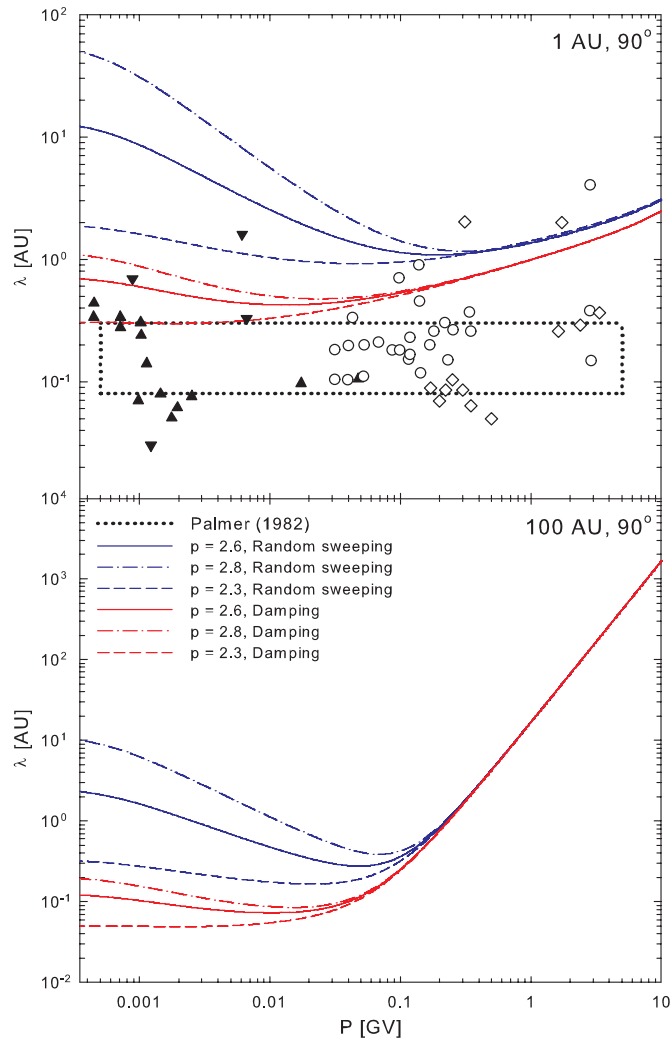 10²
1 AU, 90°
10¹
10⁰
λ [AU]
10⁻¹
10⁴
Palmer (1982)
p = 2.6, Random sweeping
p = 2.8, Random sweeping
p = 2.3, Random sweeping
p = 2.6, Damping
p = 2.8, Damping
p = 2.3, Damping
100 AU, 90°
10³
10²
λ [AU]
10¹
10⁰
10⁻¹
10⁻²
0.001 0.01 0.1 1 10
P [GV]